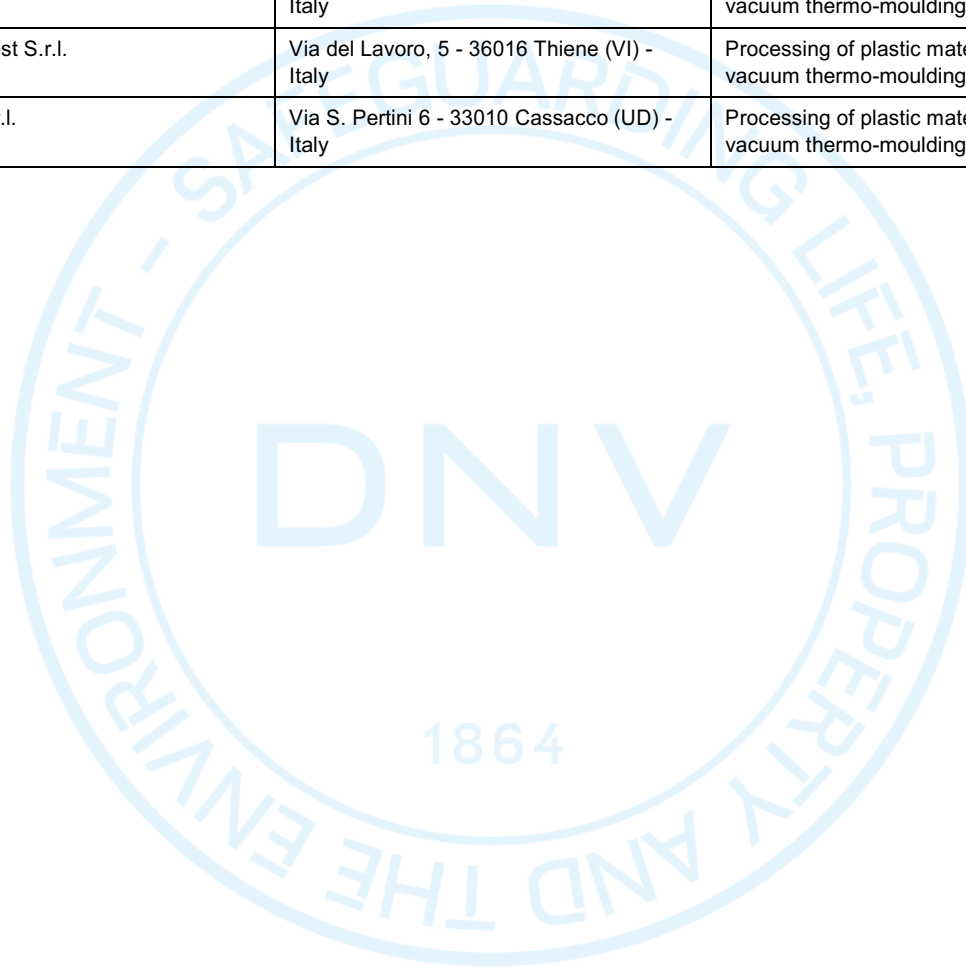 Italy
vacuum thermo-moulding
st S.r.l.
Via del Lavoro, 5 - 36016 Thiene (VI) -
Italy
Processing of plastic mate
vacuum thermo-moulding
.l.
Via S. Pertini 6 - 33010 Cassacco (UD) -
Italy
Processing of plastic mate
vacuum thermo-moulding
SAFEGUARDING LIFE, PROPERTY AND THE ENVIRONMENT -
DNV
1864